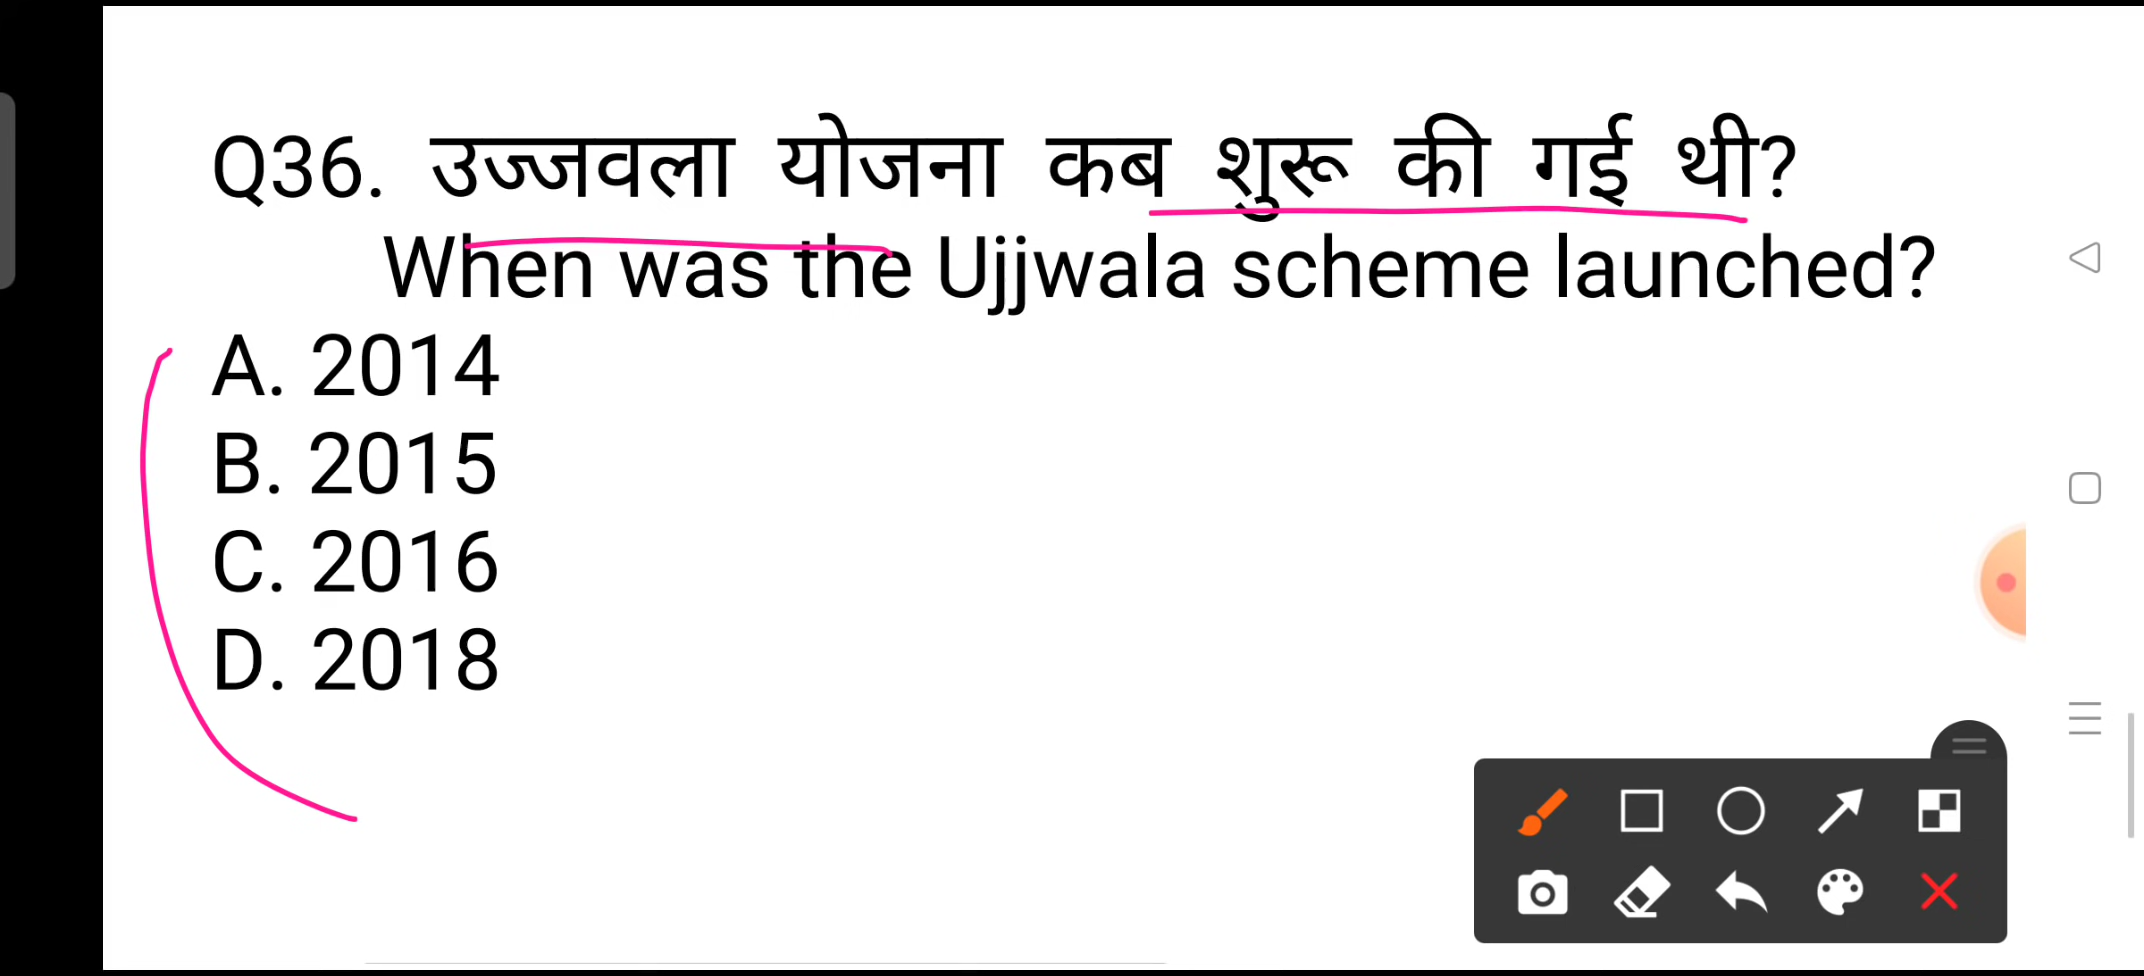 Q36. उज्जवला योजना कब शुरू की गई थी?
When was the Ujjwala scheme launched?
A. 2014
B. 2015
C. 2016
D. 2018